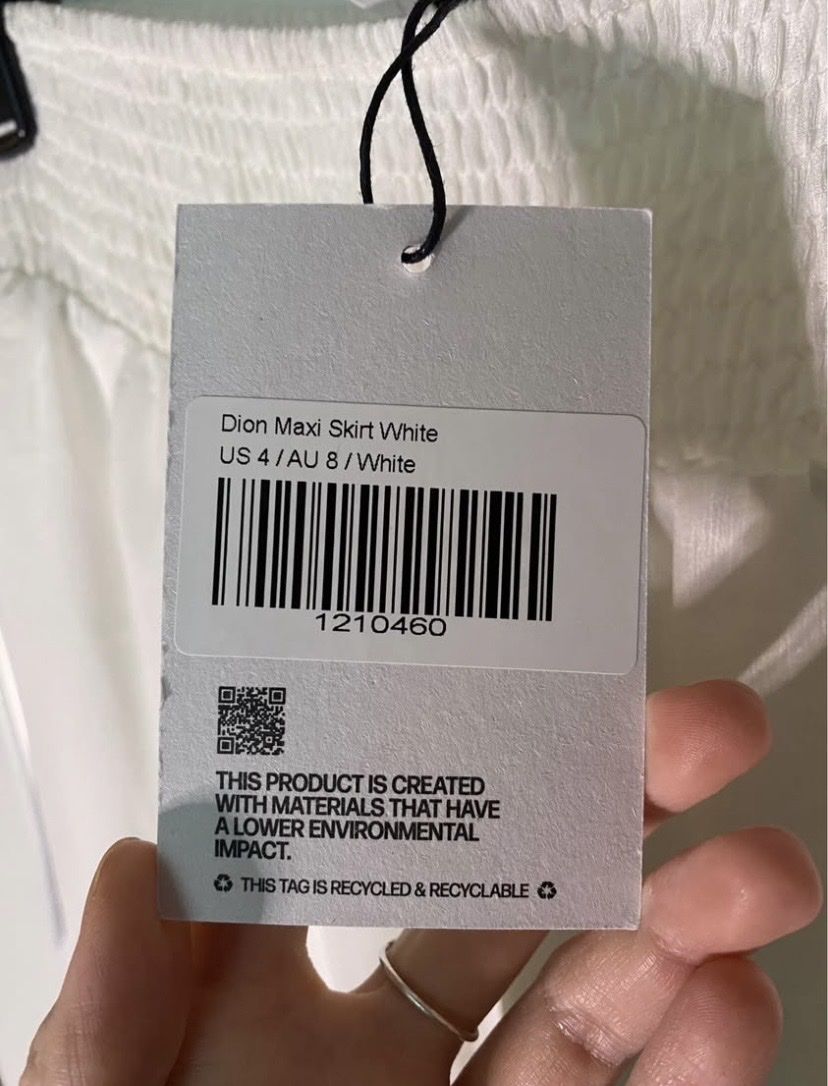 Dion Maxi Skirt White
US 4 / AU 8 / White
1210460
THIS PRODUCT IS CREATED
WITH MATERIALS THAT HAVE
A LOWER ENVIRONMENTAL
IMPACT.
THIS TAG IS RECYCLED & RECYCLABLE